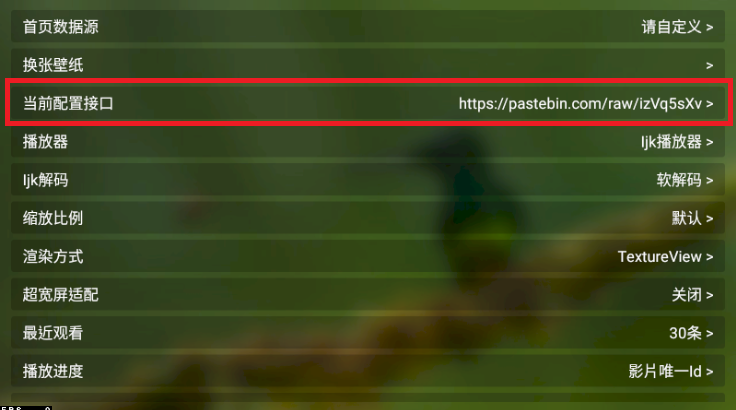 首页数据源 请自定义 >
换张壁纸 >
当前配置接口 https://pastebin.com/raw/izVq5sXv >
播放器 Ijk播放器 >
Ijk解码 软解码 >
缩放比例 默认 >
渲染方式 TextureView >
超宽屏适配 关闭 >
最近观看 30条 >
播放进度 影片唯一Id >